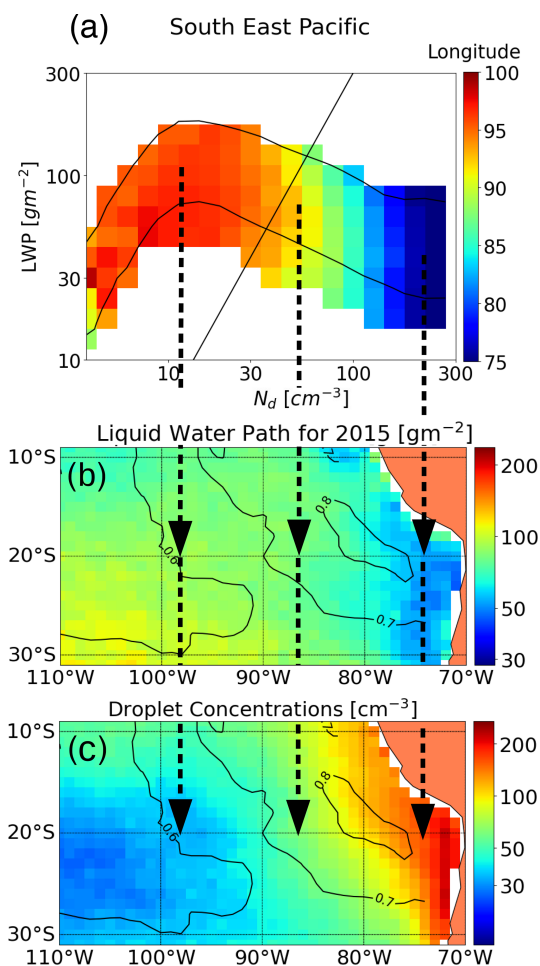 (a) South East Pacific
Longitude
300
100
30
10
LWP [gm⁻²]
10 30 100 300
N_d [cm⁻³]
100
95
90
85
80
75
Liquid Water Path for 2015 [gm⁻²]
(b)
10°S
20°S
30°S
110°W 100°W 90°W 80°W 70°W
0.6
0.7
0.8
0.7
200
100
50
30
Droplet Concentrations [cm⁻³]
(c)
10°S
20°S
30°S
110°W 100°W 90°W 80°W 70°W
0.6
0.7
0.8
200
100
50
30